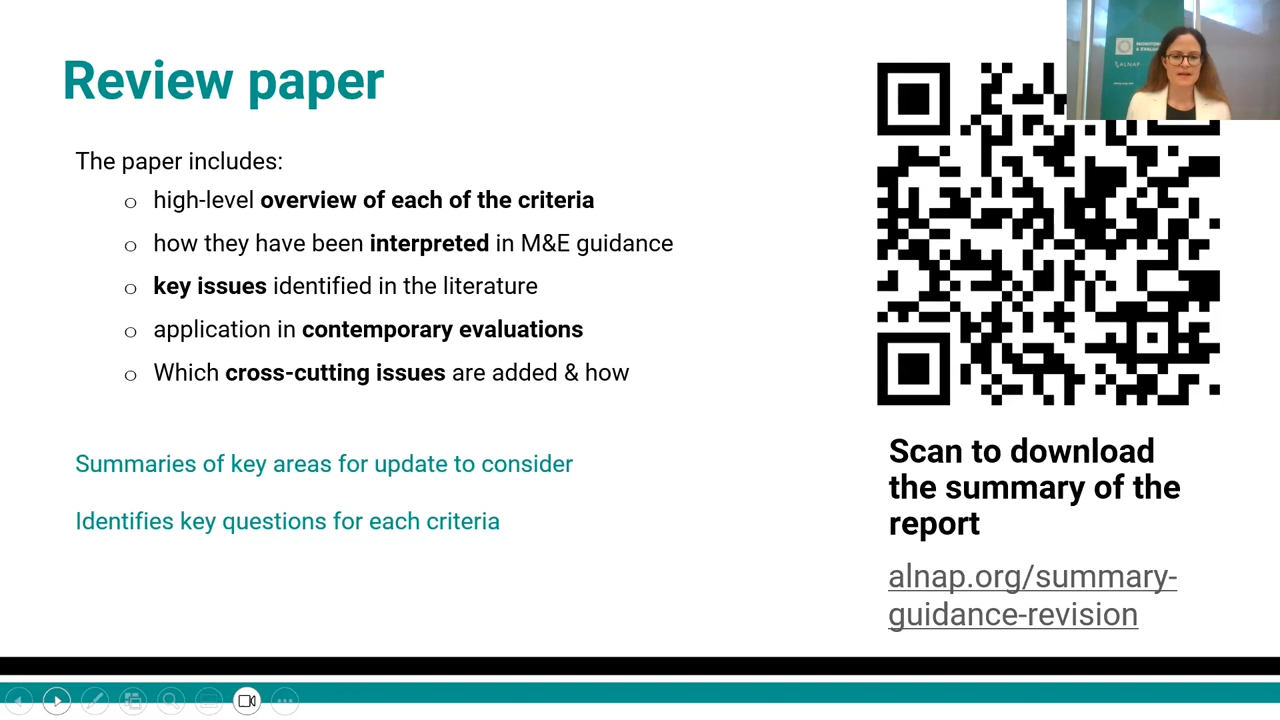 Review paper
The paper includes:
o high-level overview of each of the criteria
o how they have been interpreted in M&E guidance
o key issues identified in the literature
o application in contemporary evaluations
o Which cross-cutting issues are added & how
Summaries of key areas for update to consider
Identifies key questions for each criteria
ALNAP
Scan to download
the summary of the
report
alnap.org/summary-
guidance-revision